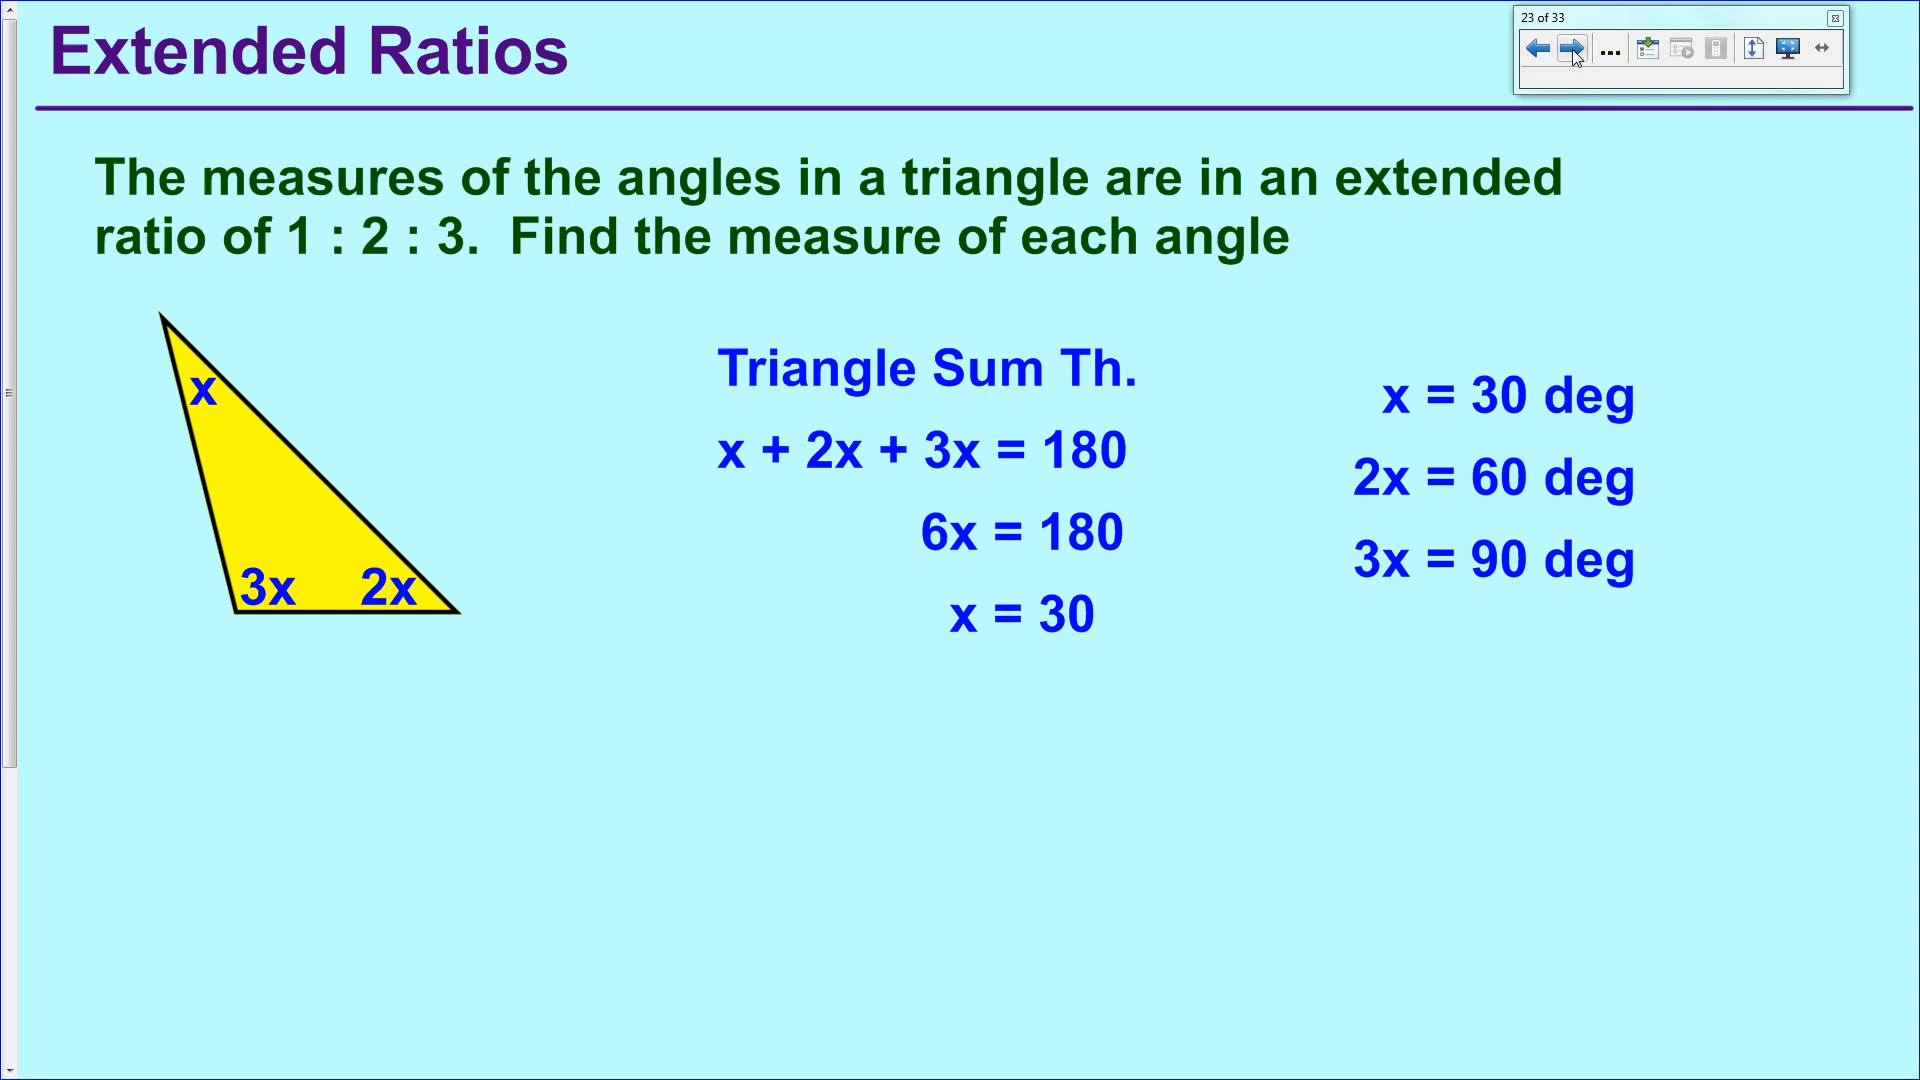 Extended Ratios
23 of 33
The measures of the angles in a triangle are in an extended
ratio of 1 : 2 : 3.  Find the measure of each angle
x
3x
2x
Triangle Sum Th.
x + 2x + 3x = 180
6x = 180
x = 30
x = 30 deg
2x = 60 deg
3x = 90 deg